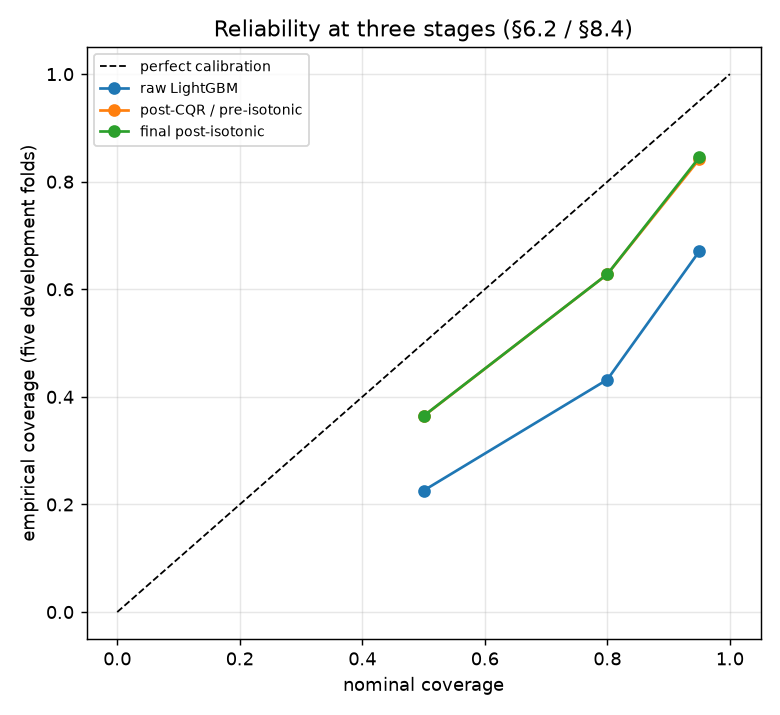 Reliability at three stages (§6.2 / §8.4)
perfect calibration
raw LightGBM
post-CQR / pre-isotonic
final post-isotonic
empirical coverage (five development folds)
1.0
0.8
0.6
0.4
0.2
0.0
0.0 0.2 0.4 0.6 0.8 1.0
nominal coverage